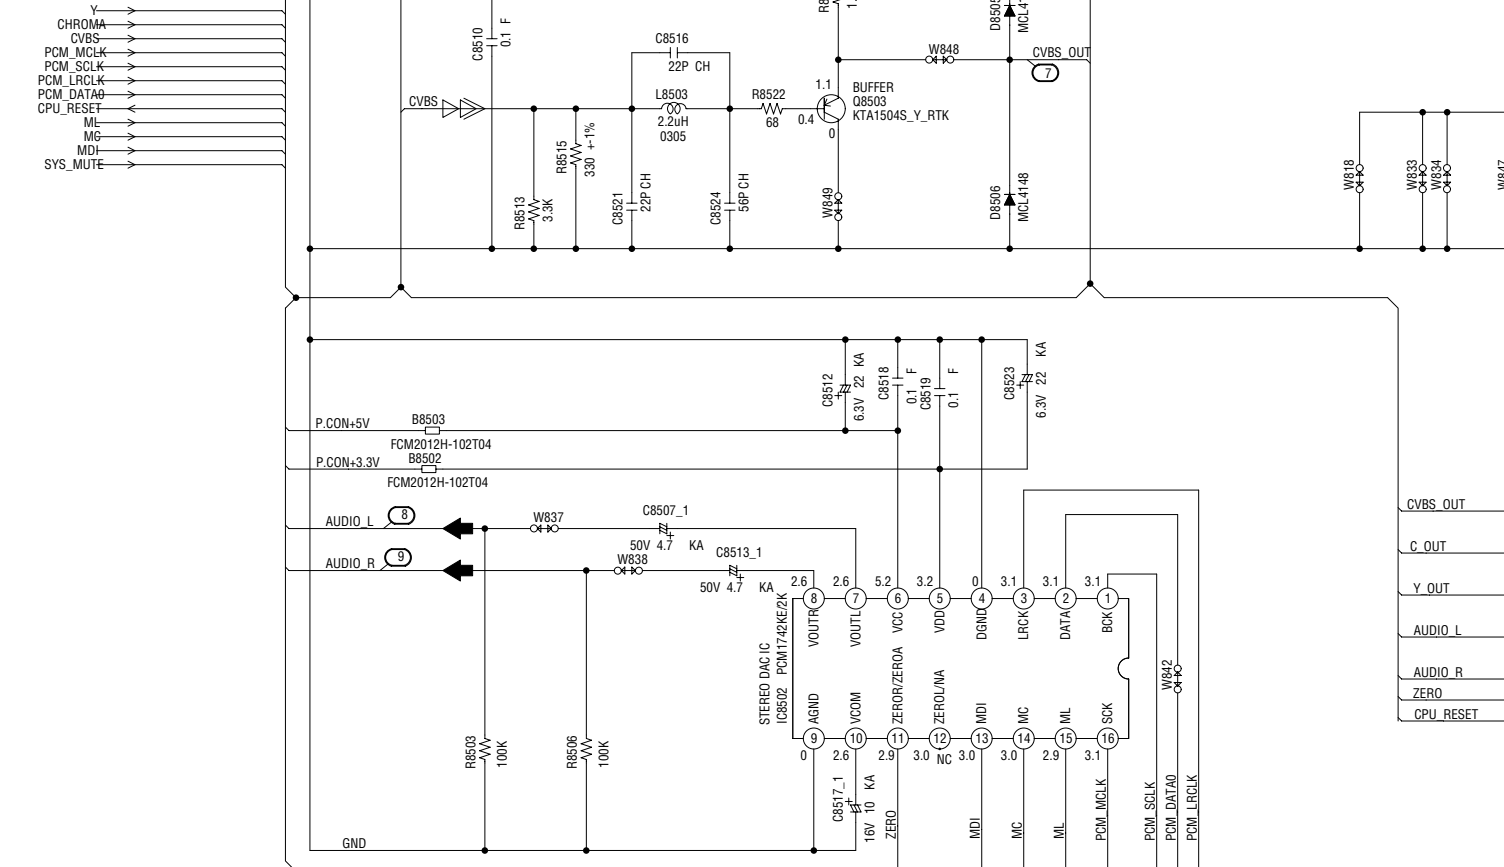 Y
CHROMA
CVBS
PCM_MCLK
PCM_SCLK
PCM_LRCLK
PCM_DATA0
CPU_RESET
ML
MC
MDI
SYS_MUTE
C8510
0.1 F
CVBS
R8513
3.3K
R8515
330 +-1%
C8516
22P CH
L8503
2.2uH
0305
C8521
22P CH
C8524
56P CH
R8522
68
1.1
0.4
0
BUFFER
Q8503
KTA1504S_Y_RTK
W849
W848
D8505
D8506
MCL4148
CVBS_OUT
7
W818
W833
W834
C8512
6.3V 22 KA
C8518
0.1 F
C8519
0.1 F
C8523
6.3V 22 KA
P.CON+5V
B8503
FCM2012H-102T04
P.CON+3.3V
B8502
FCM2012H-102T04
AUDIO_L
8
W837
C8507_1
50V 4.7 KA
AUDIO_R
9
W838
C8513_1
50V 4.7 KA
2.6
2.6
5.2
3.2
0
3.1
3.1
3.1
8
7
6
5
4
3
2
1
VOUTR
VOUTL
VCC
VDD
DGND
LRCK
DATA
BCK
STEREO DAC IC
IC8502 PCM1742KE/2K
AGND
VCOM
ZEROR/ZEROA
ZEROL/NA
MDI
MC
ML
SCK
9
10
11
12
13
14
15
16
0
2.6
2.9
3.0
NC
3.0
3.0
2.9
3.1
W842
R8503
100K
R8506
100K
C8517_1
16V 10 KA
ZERO
MDI
MC
ML
PCM_MCLK
PCM_SCLK
PCM_DATA0
PCM_LRCLK
GND
CVBS_OUT
C_OUT
Y_OUT
AUDIO_L
AUDIO_R
ZERO
CPU_RESET